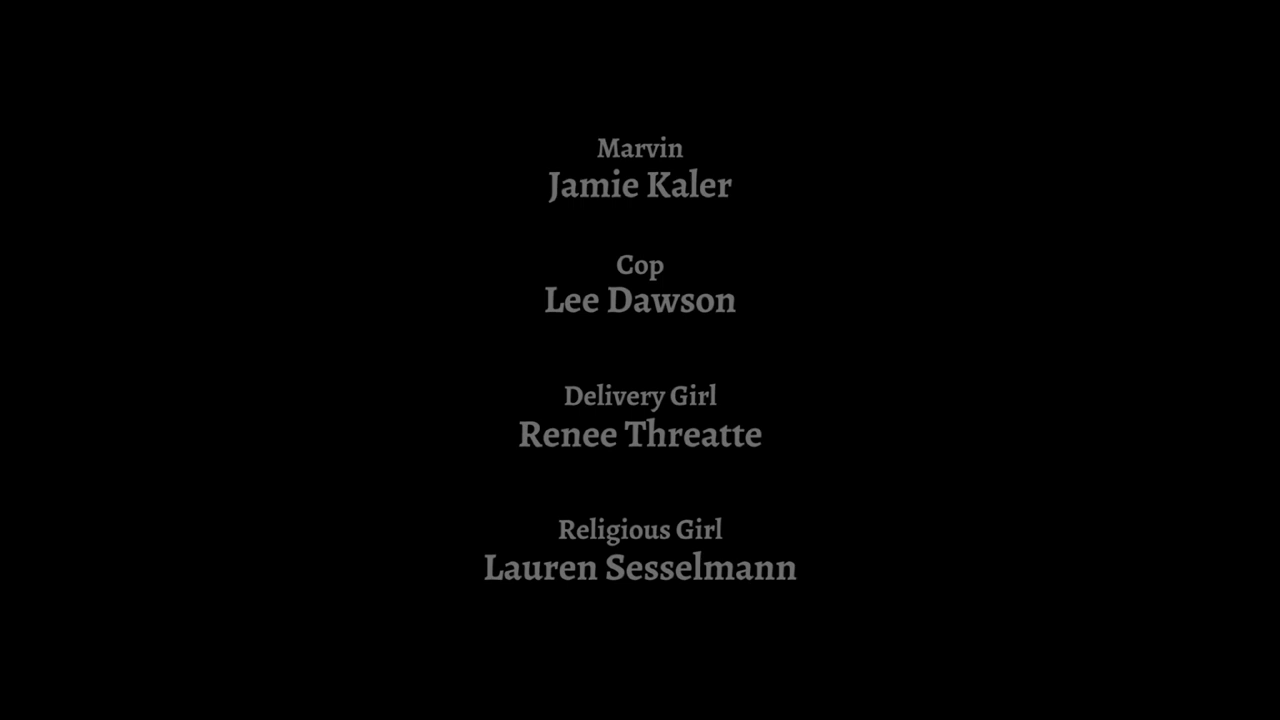 Marvin
Jamie Kaler
Cop
Lee Dawson
Delivery Girl
Renee Threatte
Religious Girl
Lauren Sesselmann